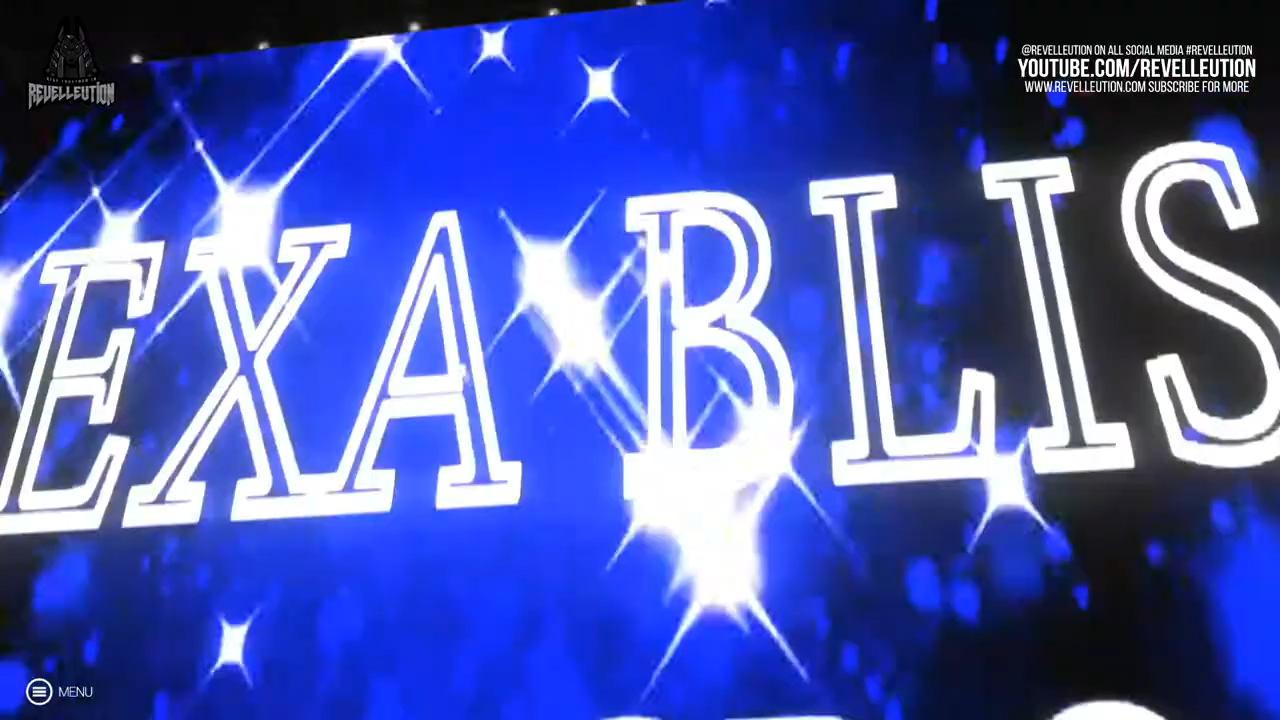 REVELLEUTION
@REVELLEUTION ON ALL SOCIAL MEDIA #REVELLEUTION
YOUTUBE.COM/REVELLEUTION
WWW.REVELLEUTION.COM SUBSCRIBE FOR MORE
EXA BLIS
MENU